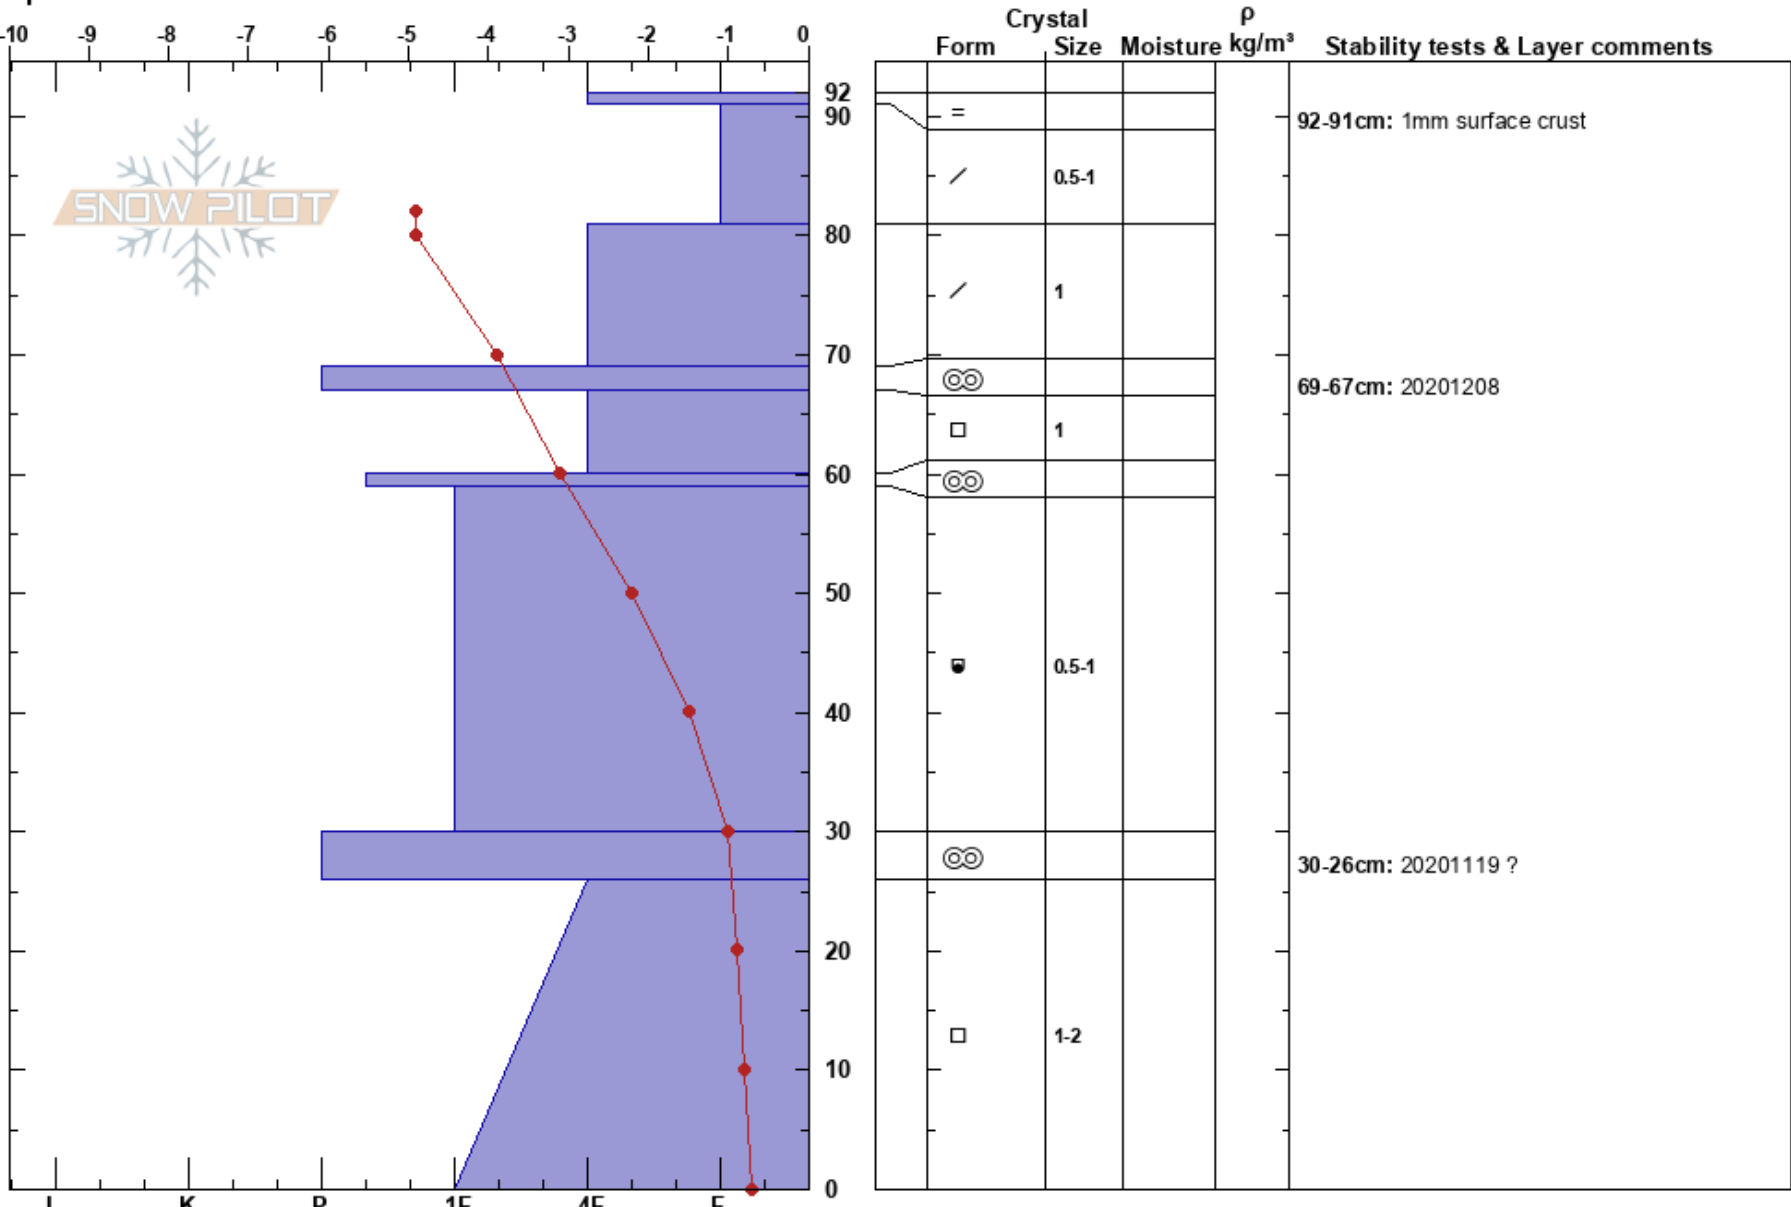 Crystal ρ
-10 -9 -8 -7 -6 -5 -4 -3 -2 -1 0 Form Size Moisture kg/m³ Stability tests & Layer comments
92
90 = 92-91cm: 1mm surface crust
0.5-1
SNOW PILOT
80
1
70
69-67cm: 20201208
1
60
50
0.5-1
40
30
30-26cm: 20201119 ?
20
1-2
10
0
I K P 1F 4F F